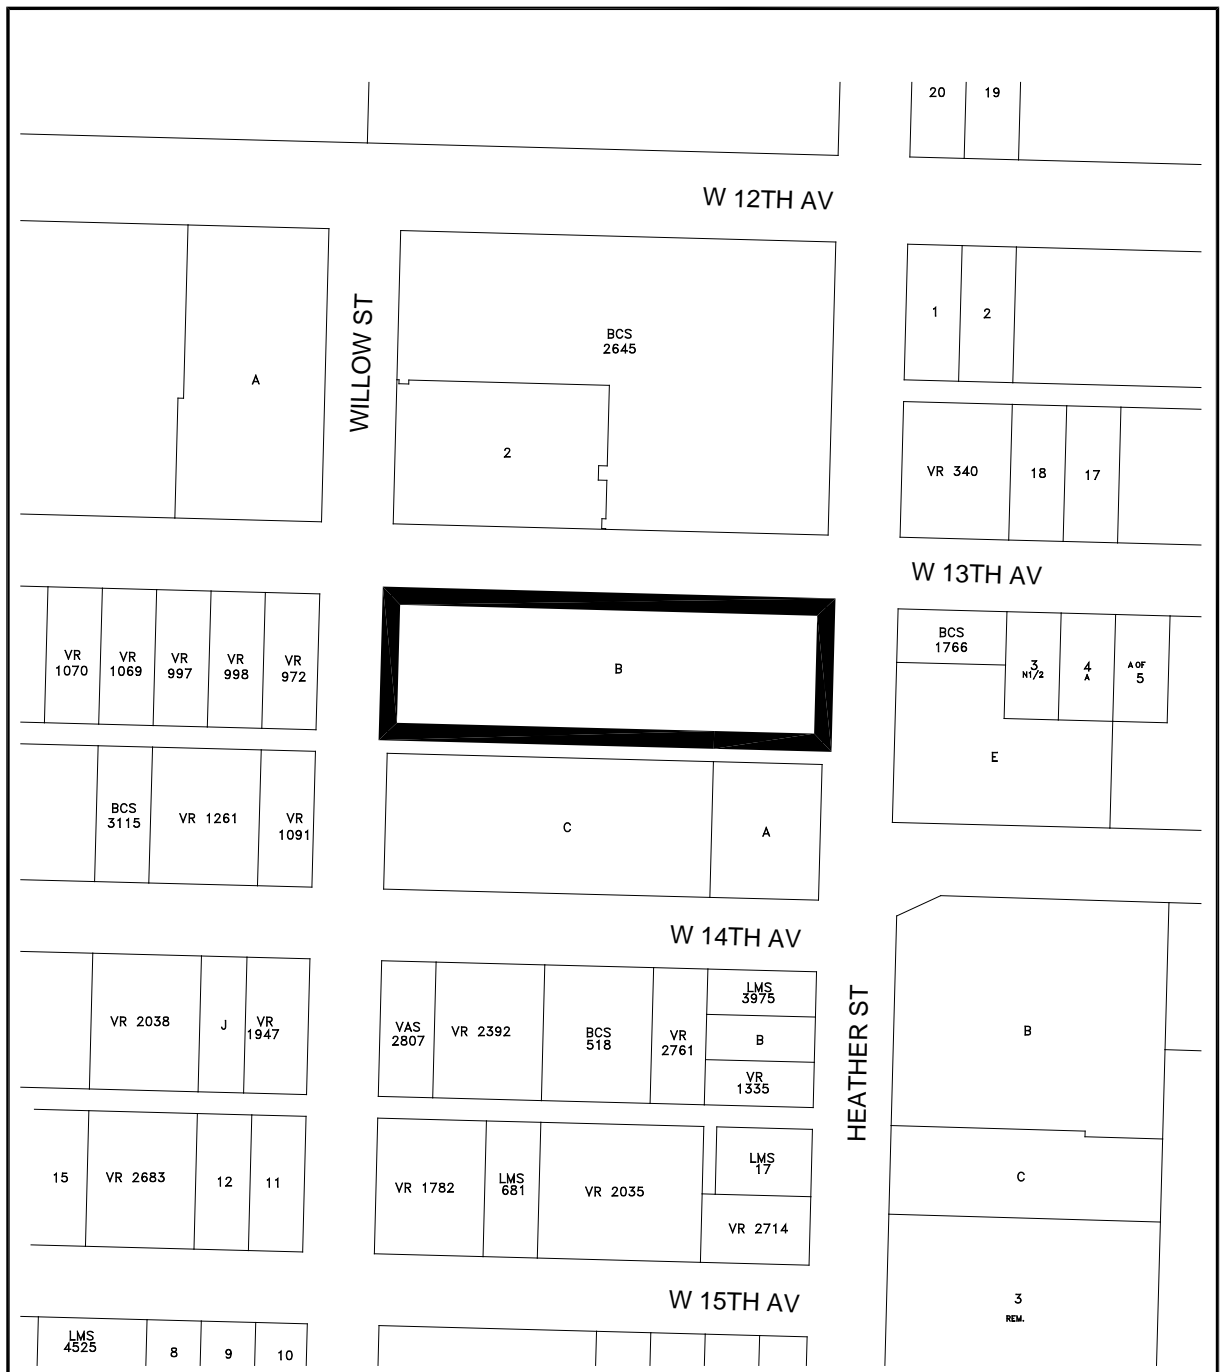 20
19
W 12TH AV
WILLOW ST
A
BCS
2645
2
1
2
VR 340
18
17
W 13TH AV
VR
1070
VR
1069
VR
997
VR
998
VR
972
B
BCS
1766
3
N1/2
4
A
A OF
5
E
BCS
3115
VR 1261
VR
1091
C
A
W 14TH AV
HEATHER ST
VR 2038
J
VR
1947
VAS
2807
VR 2392
BCS
518
VR
2761
LMS
3975
B
VR
1335
B
15
VR 2683
12
11
VR 1782
LMS
681
VR 2035
LMS
17
VR 2714
C
W 15TH AV
3
REM.
LMS
4525
8
9
10